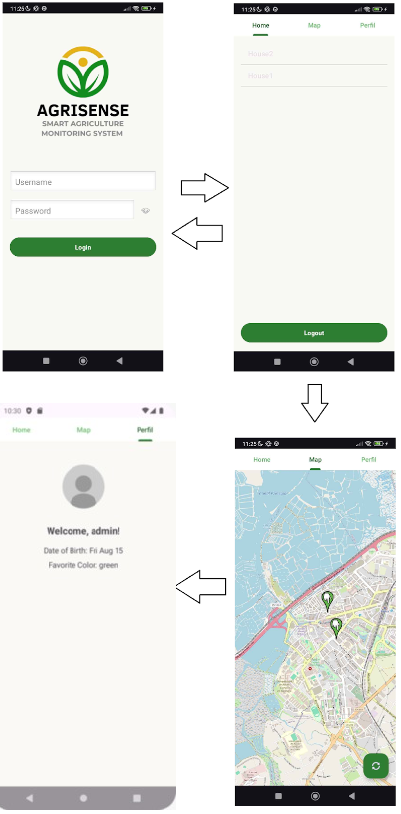 11:25
AGRISENSE
SMART AGRICULTURE
MONITORING SYSTEM
Username
Password
Login
11:25
Home Map Perfil
House2
House1
Logout
10:30
Home Map Perfil
Welcome, admin!
Date of Birth: Fri Aug 15
Favorite Color: green
11:25
Home Map Perfil